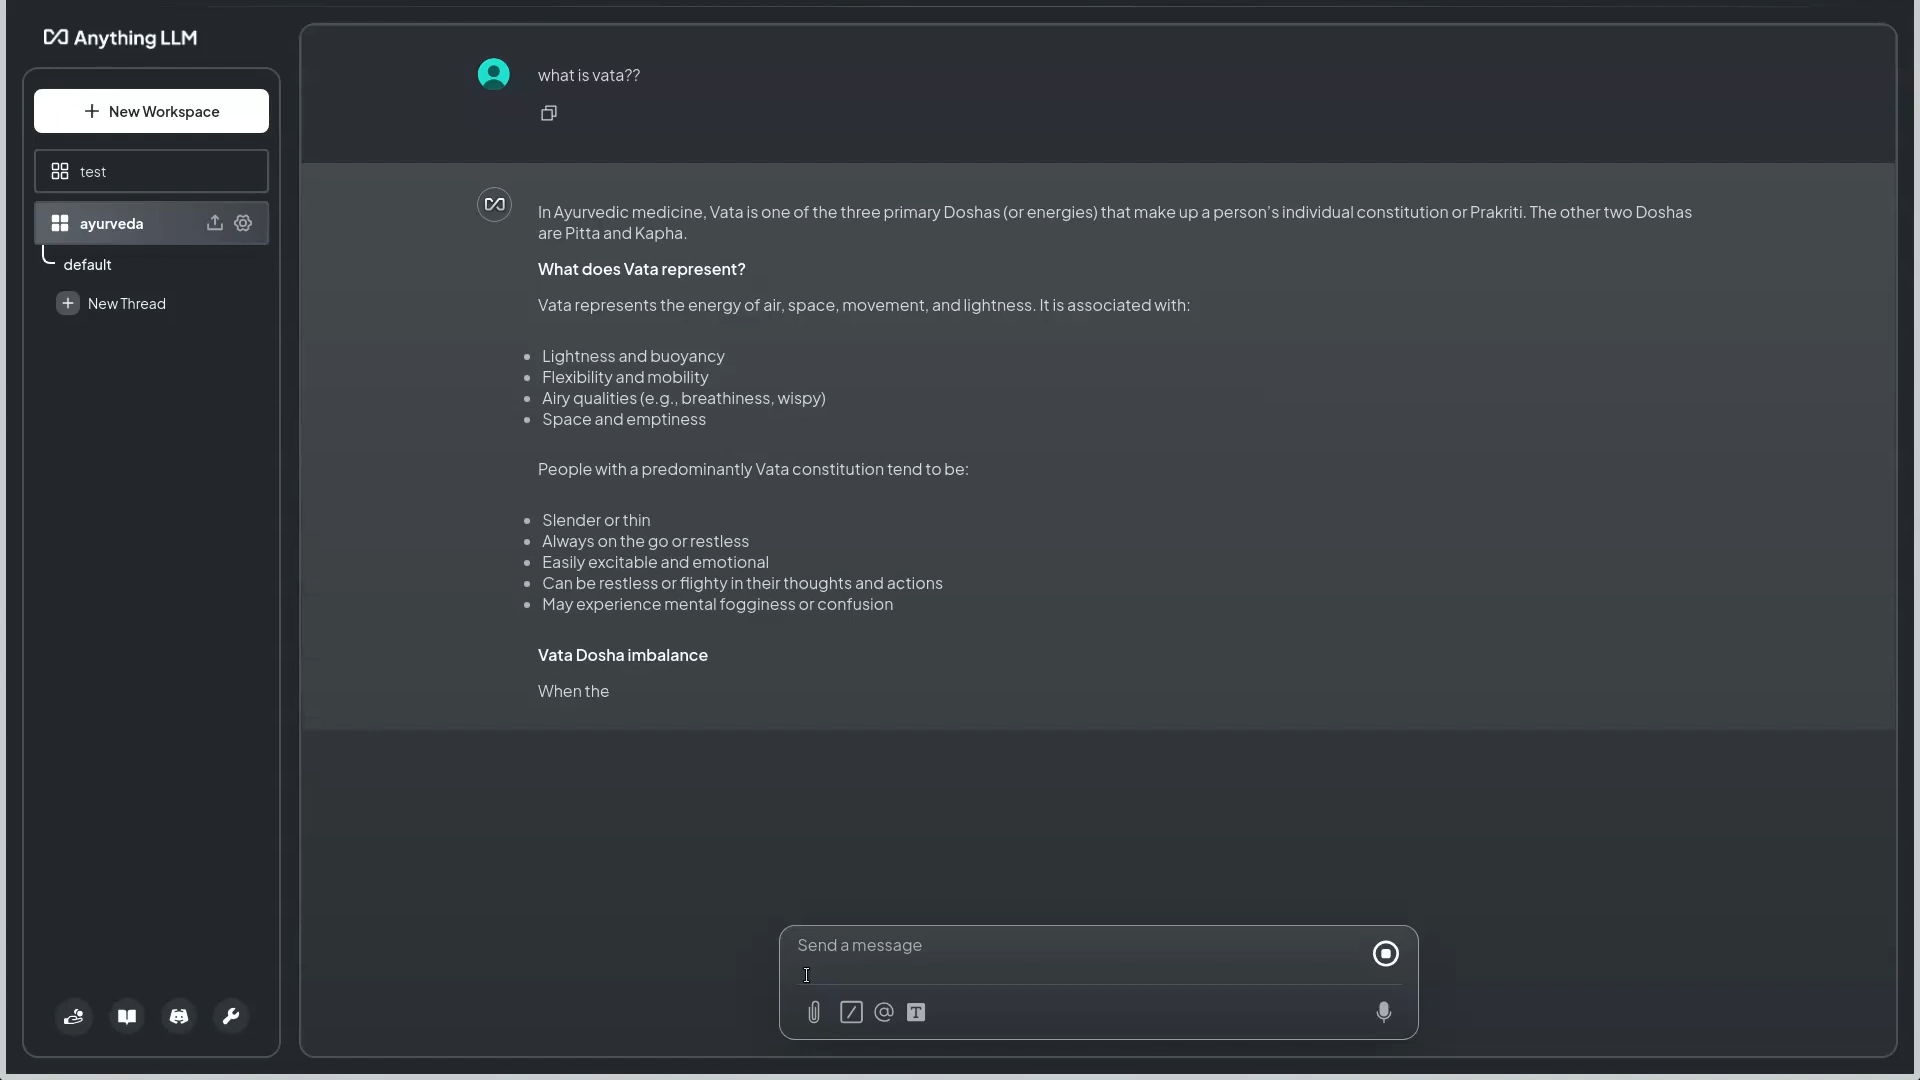 Anything LLM
New Workspace
test
ayurveda
default
New Thread
what is vata??
In Ayurvedic medicine, Vata is one of the three primary Doshas (or energies) that make up a person's individual constitution or Prakriti. The other two Doshas
are Pitta and Kapha.
What does Vata represent?
Vata represents the energy of air, space, movement, and lightness. It is associated with:
Lightness and buoyancy
Flexibility and mobility
Airy qualities (e.g., breathiness, wispy)
Space and emptiness
People with a predominantly Vata constitution tend to be:
Slender or thin
Always on the go or restless
Easily excitable and emotional
Can be restless or flighty in their thoughts and actions
May experience mental fogginess or confusion
Vata Dosha imbalance
When the
Send a message